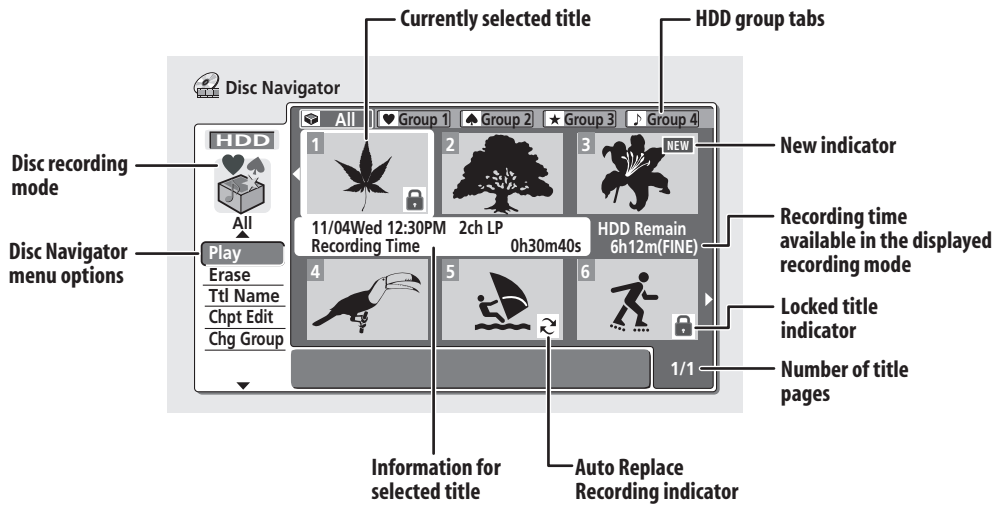 Currently selected title
HDD group tabs
Disc Navigator
All
Group 1
Group 2
Group 3
Group 4
HDD
1
2
3
NEW
New indicator
Disc recording
mode
All
11/04Wed 12:30PM 2ch LP
Recording Time 0h30m40s
HDD Remain
6h12m(FINE)
Recording time
available in the displayed
recording mode
Disc Navigator
menu options
Play
Erase
Ttl Name
Chpt Edit
Chg Group
4
5
6
Locked title
indicator
1/1
Number of title
pages
Information for
selected title
Auto Replace
Recording indicator